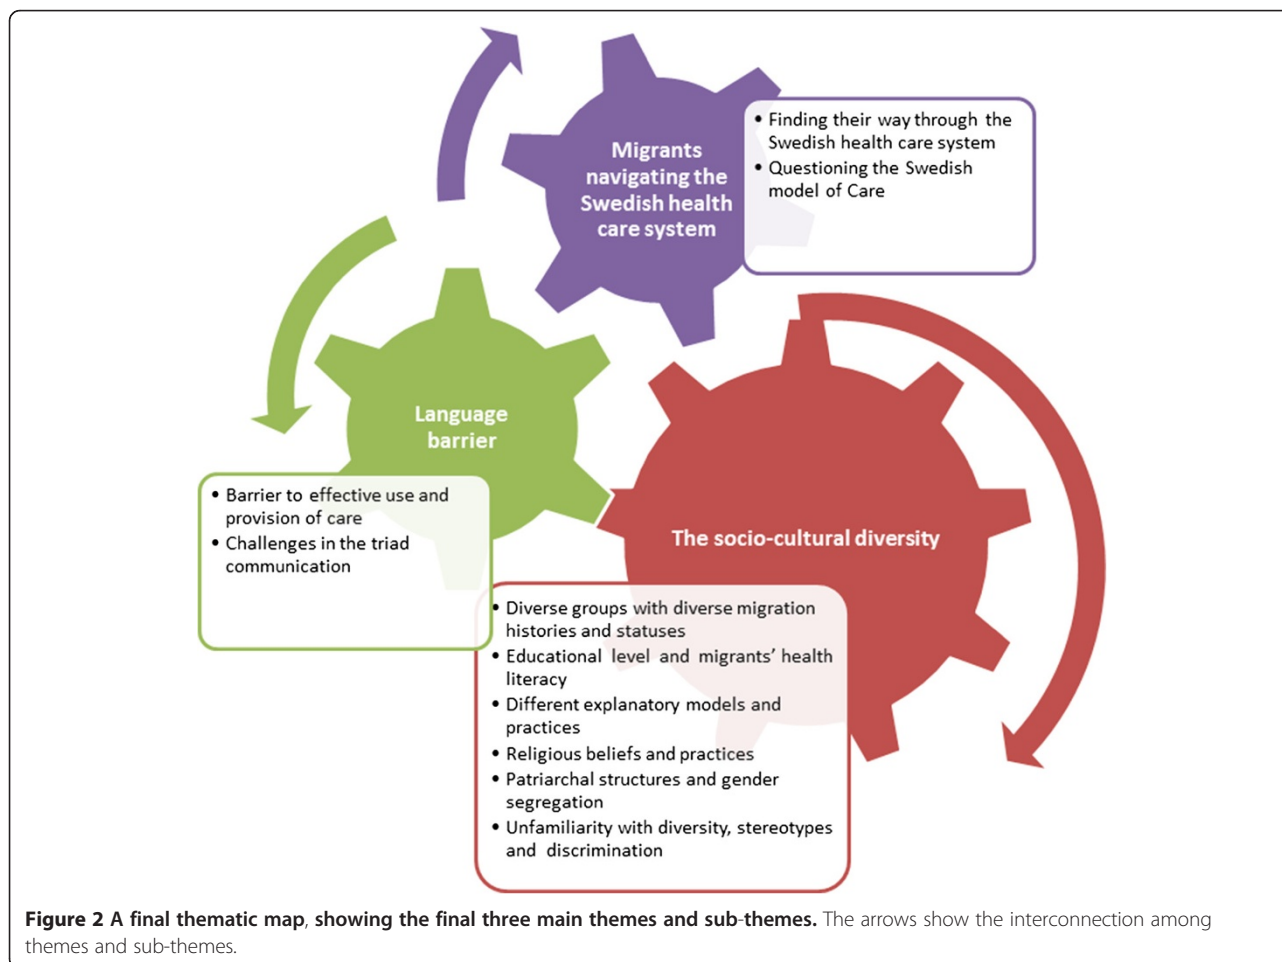 Migrants
navigating the
Swedish health
care system
• Finding their way through the
Swedish health care system
• Questioning the Swedish
model of Care
Language
barrier
• Barrier to effective use and
provision of care
• Challenges in the triad
communication
The socio-cultural diversity
• Diverse groups with diverse migration
histories and statuses
• Educational level and migrants’ health
literacy
• Different explanatory models and
practices
• Religious beliefs and practices
• Patriarchal structures and gender
segregation
• Unfamiliarity with diversity, stereotypes
and discrimination
Figure 2 A final thematic map, showing the final three main themes and sub-themes. The arrows show the interconnection among
themes and sub-themes.